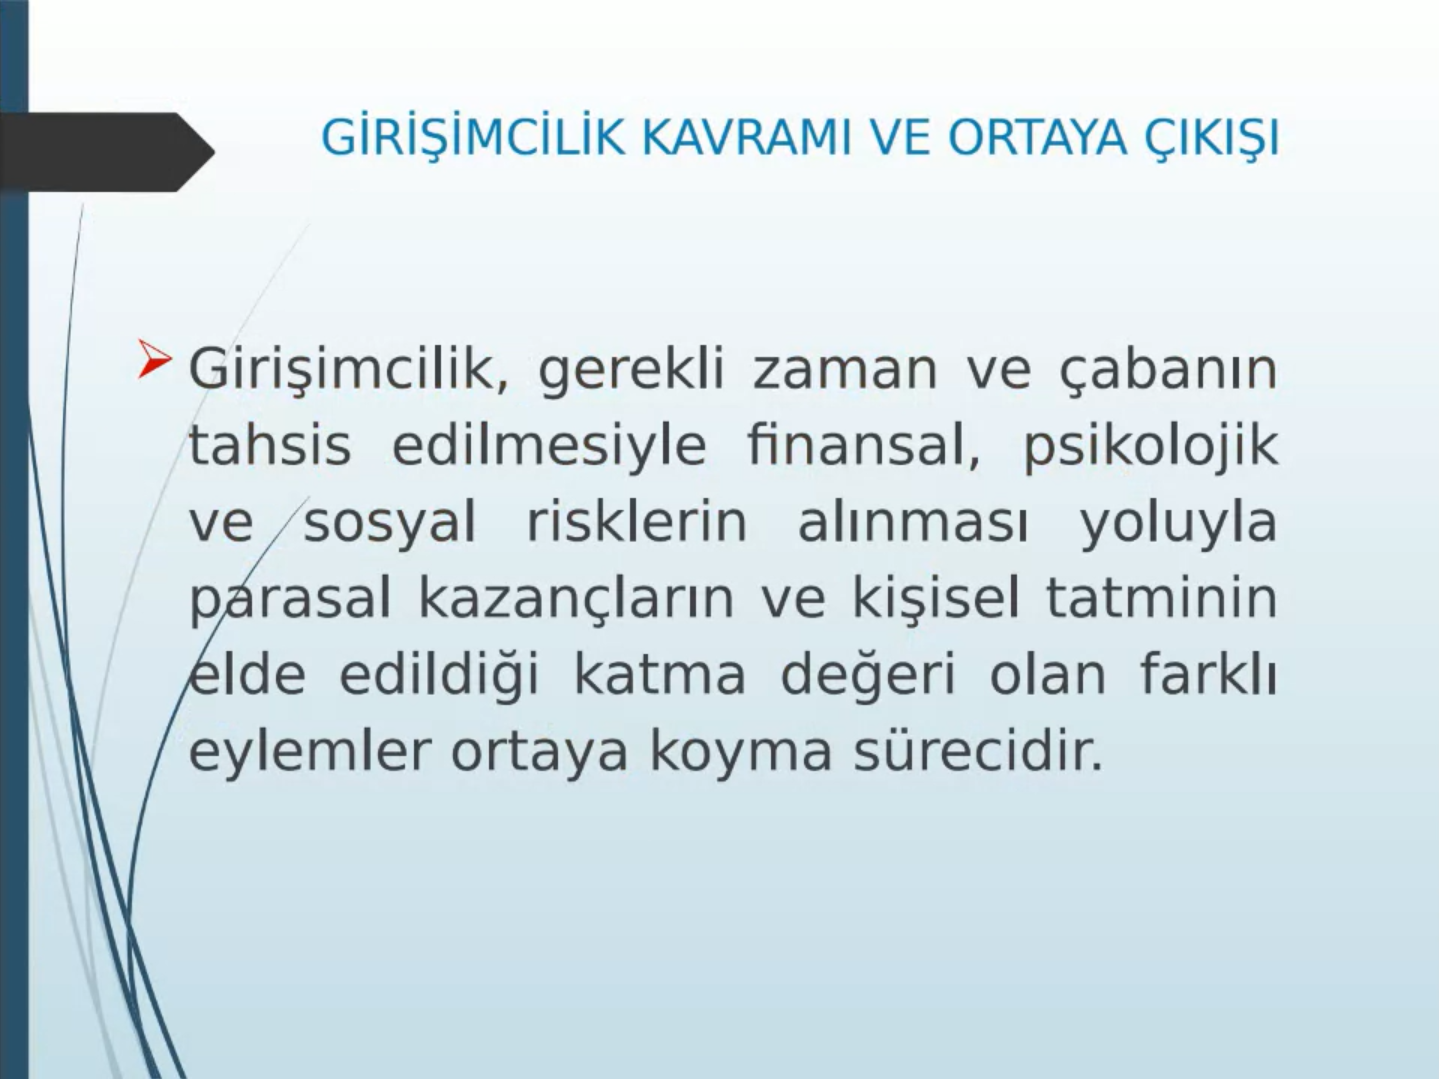 GİRİŞİMCİLİK KAVRAMI VE ORTAYA ÇIKIŞI
Girişimcilik, gerekli zaman ve çabanın
tahsis edilmesiyle finansal, psikolojik
ve sosyal risklerin alınması yoluyla
parasal kazançların ve kişisel tatminin
elde edildiği katma değeri olan farklı
eylemler ortaya koyma sürecidir.